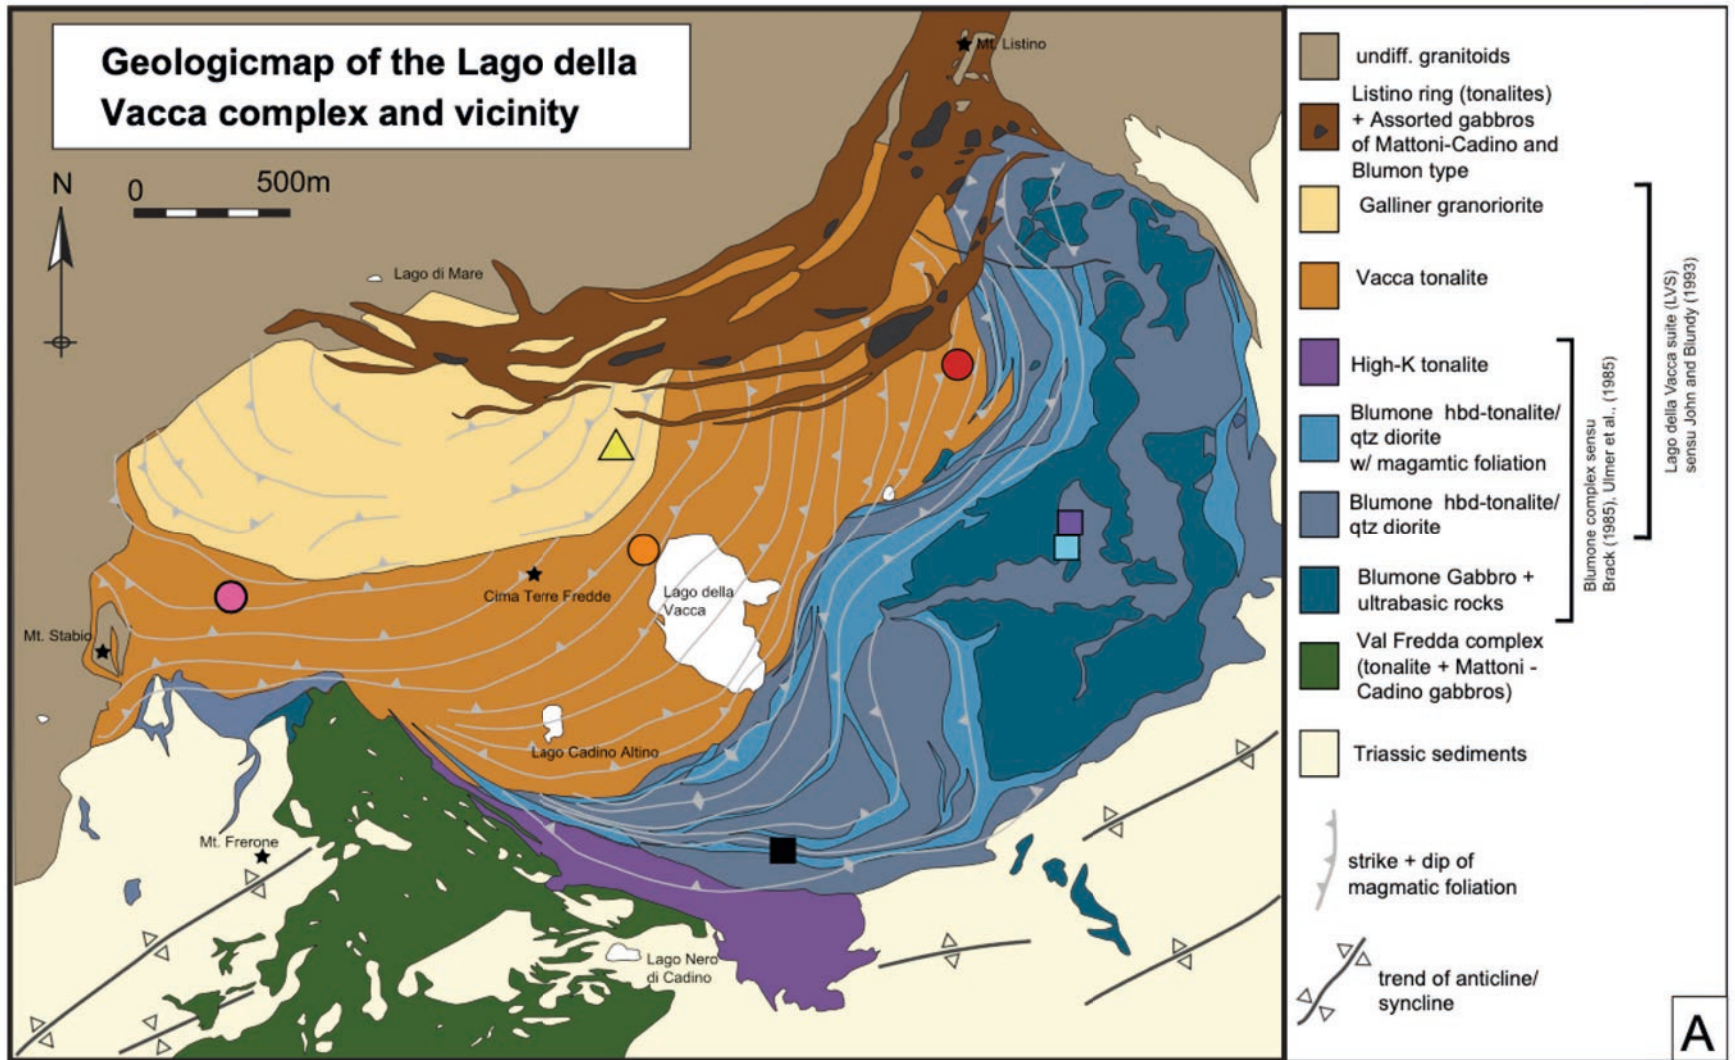 Geologicmap of the Lago della
Vacca complex and vicinity
N
0
500m
Mt. Listino
Lago di Mare
Cima Terre Fredde
Lago della
Vacca
Mt. Stabio
Lago Cadino Altino
Mt. Frerone
Lago Nero
di Cadino
undiff. granitoids
Listino ring (tonalites)
+ Assorted gabbros
of Mattoni-Cadino and
Blumon type
Galliner granoriorite
Vacca tonalite
High-K tonalite
Blumone hbd-tonalite/
qtz diorite
w/ magamtic foliation
Blumone hbd-tonalite/
qtz diorite
Blumone Gabbro +
ultrabasic rocks
Val Fredda complex
(tonalite + Mattoni -
Cadino gabbros)
Triassic sediments
strike + dip of
magmatic foliation
trend of anticline/
syncline
Blumone complex sensu
Brack (1985), Ulmer et al., (1985)
Lago della Vacca suite (LVS)
sensu John and Blundy (1993)
A